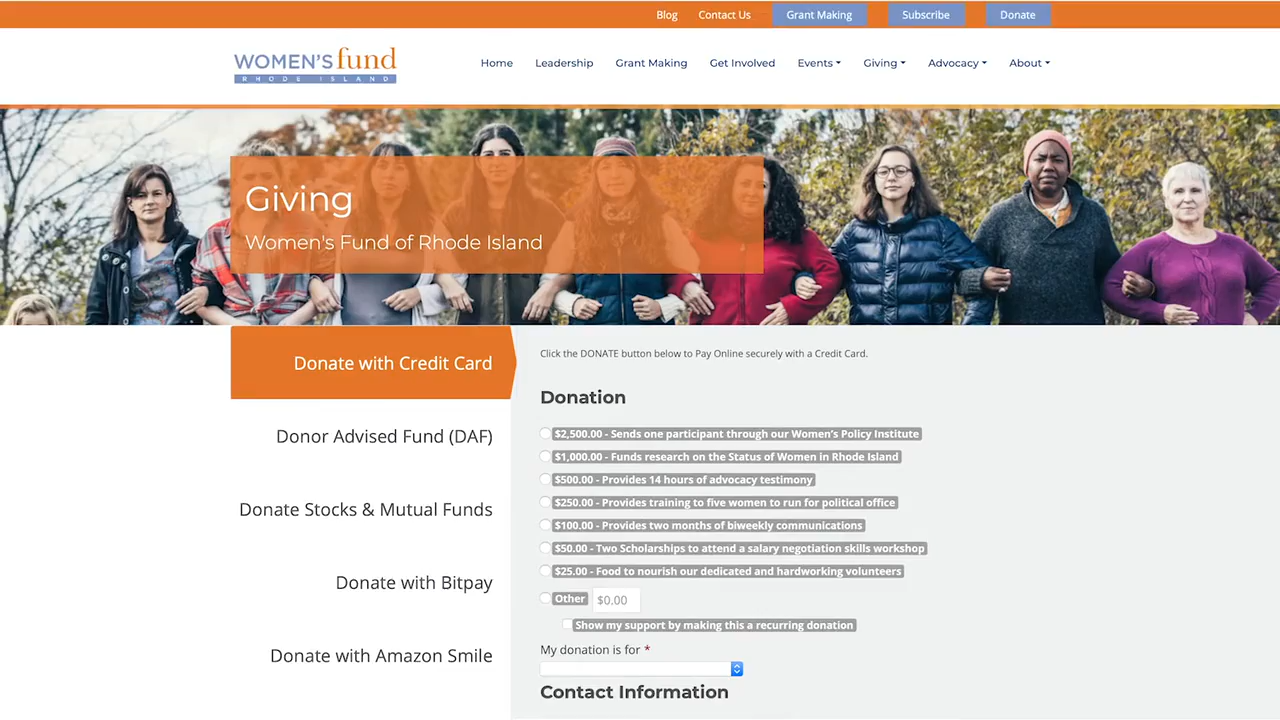 Blog Contact Us Grant Making Subscribe Donate
WOMEN'S fund
RHODE ISLAND
Home Leadership Grant Making Get Involved Events Giving Advocacy About
Giving
Women's Fund of Rhode Island
Donate with Credit Card
Donor Advised Fund (DAF)
Donate Stocks & Mutual Funds
Donate with Bitpay
Donate with Amazon Smile
Click the DONATE button below to Pay Online securely with a Credit Card.
Donation
$2,500.00 - Sends one participant through our Women's Policy Institute
$1,000.00 - Funds research on the Status of Women in Rhode Island
$500.00 - Provides 14 hours of advocacy testimony
$250.00 - Provides training to five women to run for political office
$100.00 - Provides two months of biweekly communications
$50.00 - Two Scholarships to attend a salary negotiation skills workshop
$25.00 - Food to nourish our dedicated and hardworking volunteers
Other $0.00
Show my support by making this a recurring donation
My donation is for *
Contact Information